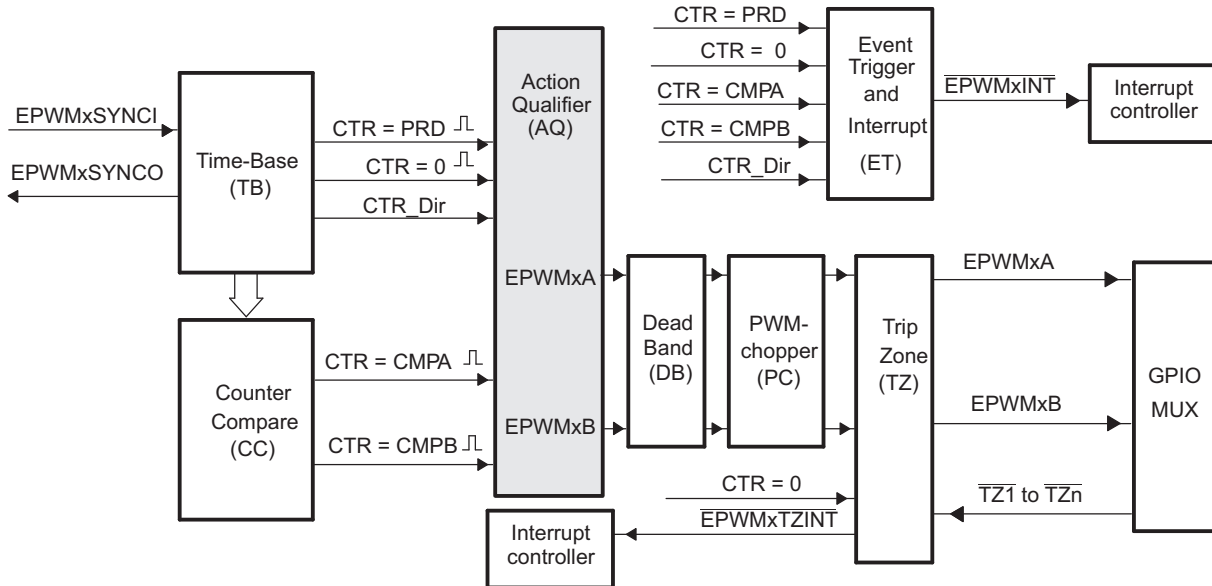 EPWMxSYNCI
EPWMxSYNCO
Time-Base
(TB)
CTR = PRD
CTR = 0
CTR_Dir
Counter
Compare
(CC)
CTR = CMPA
CTR = CMPB
Action
Qualifier
(AQ)
EPWMxA
EPWMxB
CTR = PRD
CTR = 0
CTR = CMPA
CTR = CMPB
CTR_Dir
Event
Trigger
and
Interrupt
(ET)
EPWMxINT
Interrupt
controller
Dead
Band
(DB)
PWM-
chopper
(PC)
Trip
Zone
(TZ)
EPWMxA
EPWMxB
TZ1 to TZn
GPIO
MUX
CTR = 0
EPWMxTZINT
Interrupt
controller